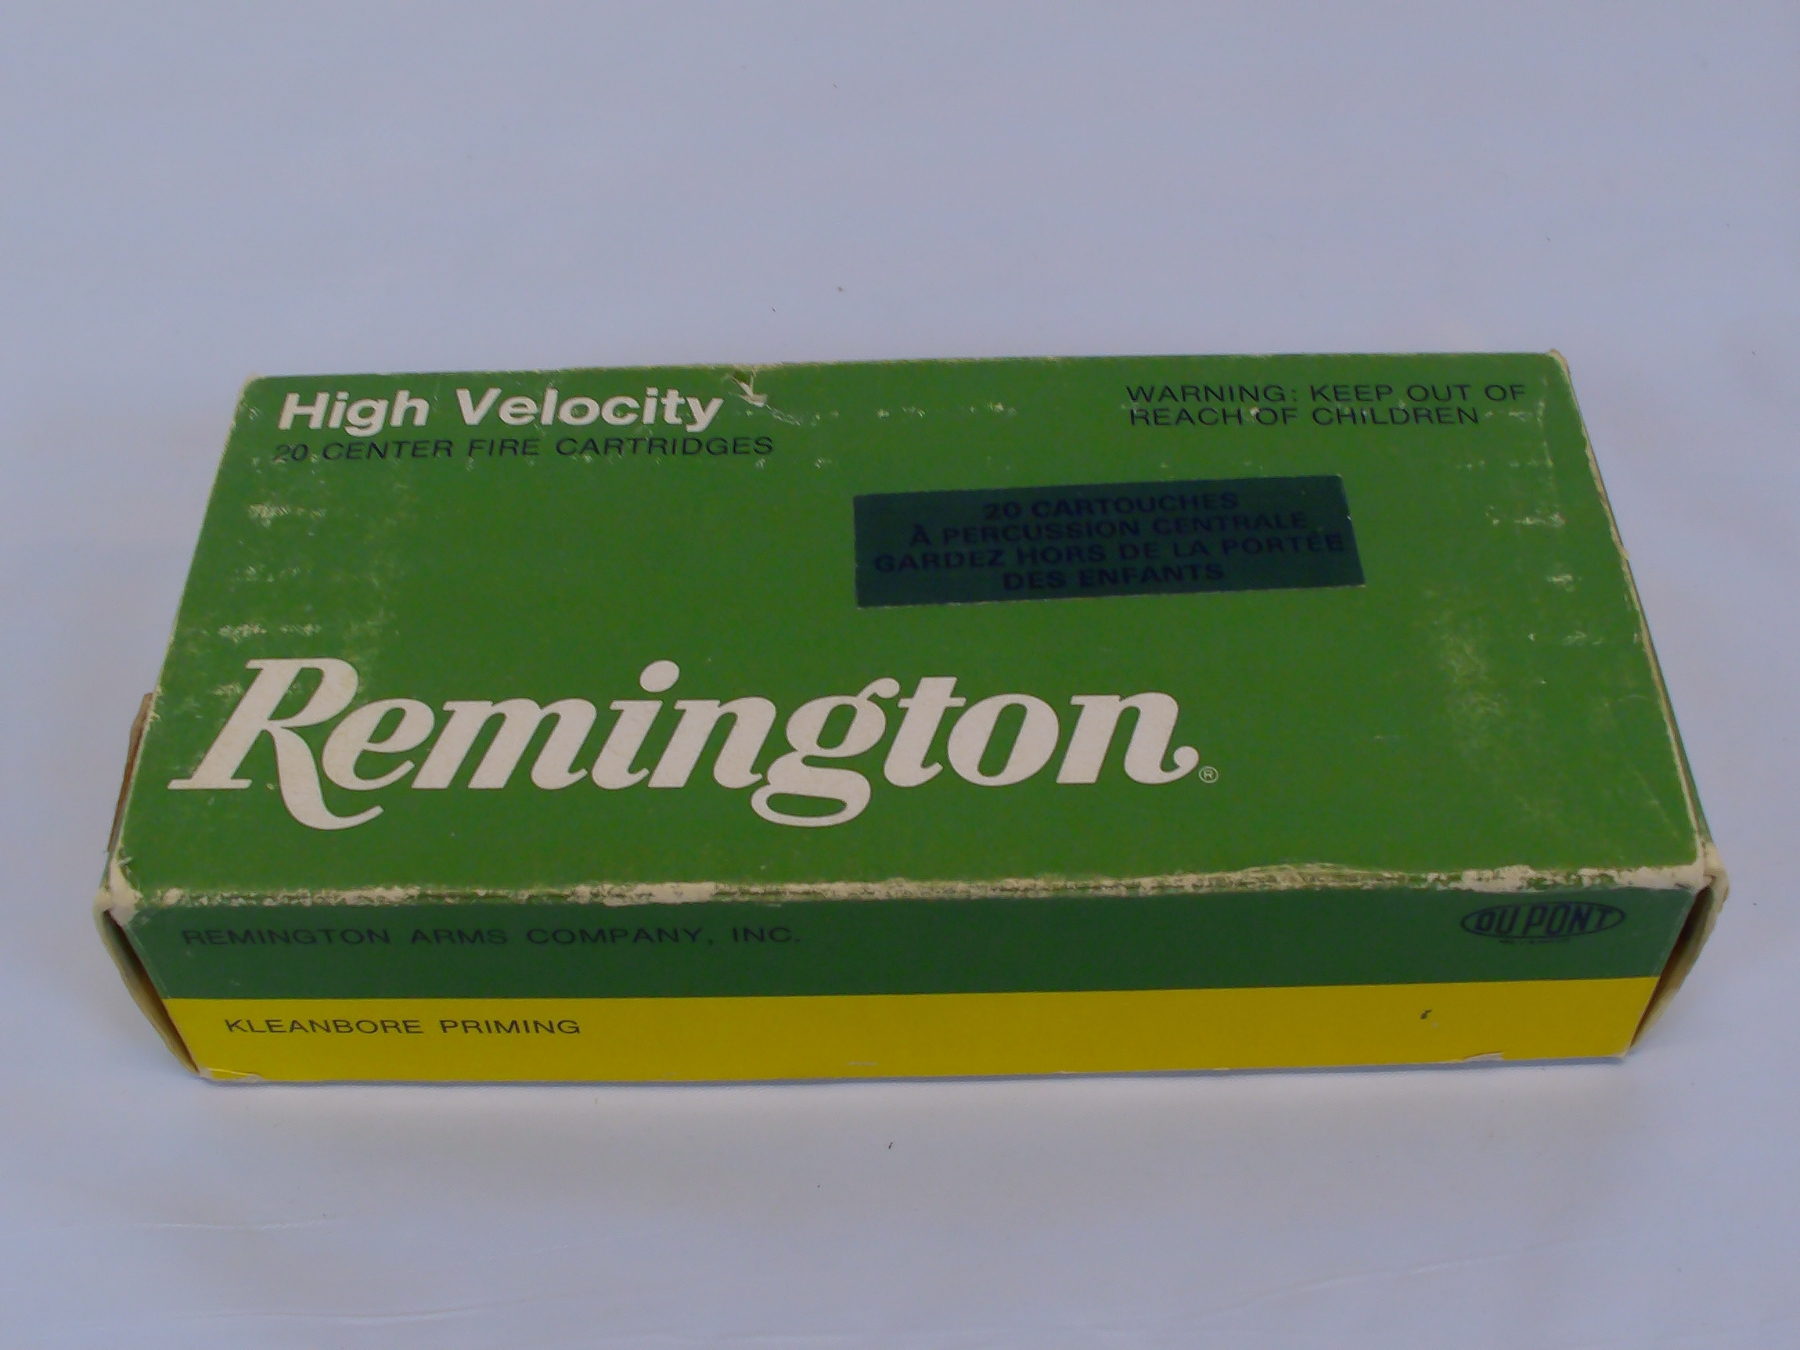 High Velocity
20 CENTER FIRE CARTRIDGES
WARNING: KEEP OUT OF
REACH OF CHILDREN
20 CARTOUCHES
À PERCUSSION CENTRALE
GARDEZ HORS DE LA PORTÉE
DES ENFANTS
Remington®
REMINGTON ARMS COMPANY, INC.
DU PONT
KLEANBORE PRIMING